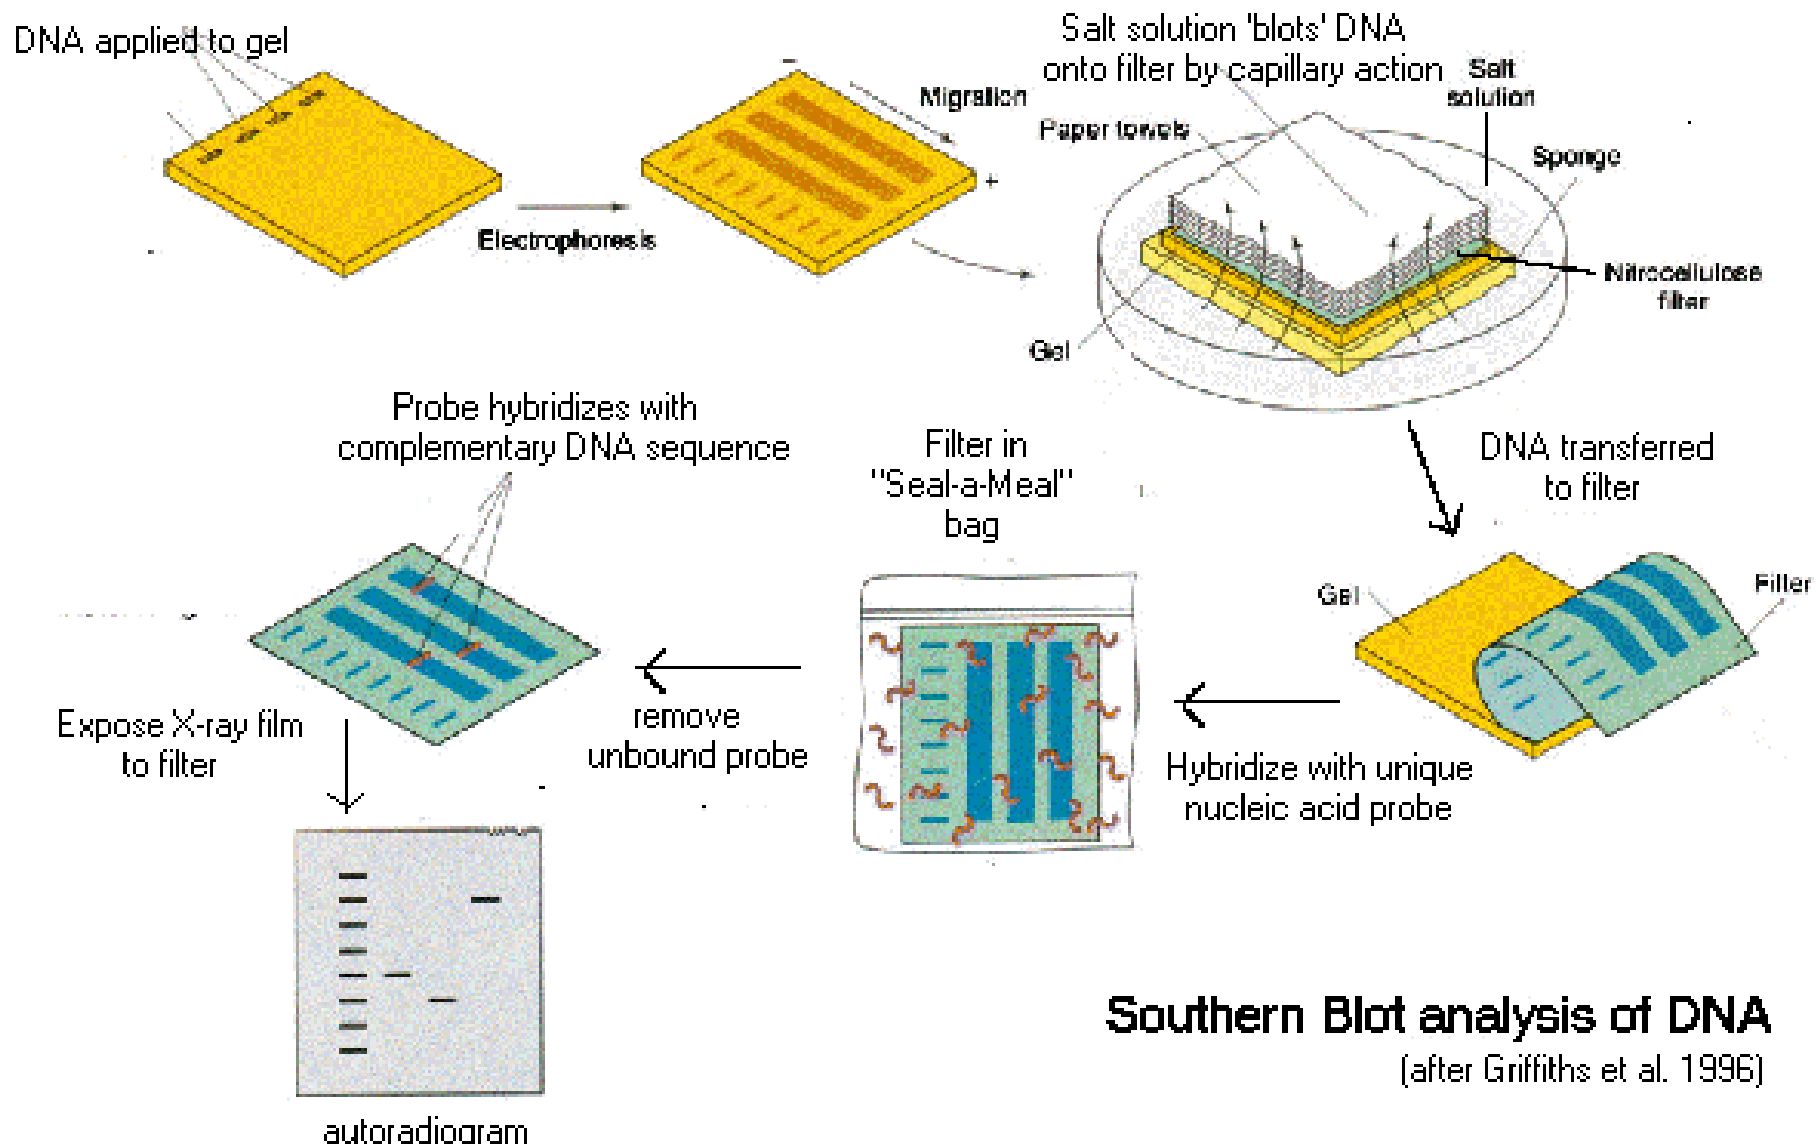 DNA applied to gel
Electrophoresis
-
Migration
+
Salt solution 'blots' DNA
onto filter by capillary action
Salt
solution
Paper towels
Sponge
Nitrocellulose
filter
Gel
DNA transferred
to filter
Gel
Filter
Hybridize with unique
nucleic acid probe
Filter in
"Seal-a-Meal"
bag
remove
unbound probe
Probe hybridizes with
complementary DNA sequence
Expose X-ray film
to filter
autoradiogram
Southern Blot analysis of DNA
(after Griffiths et al. 1996)